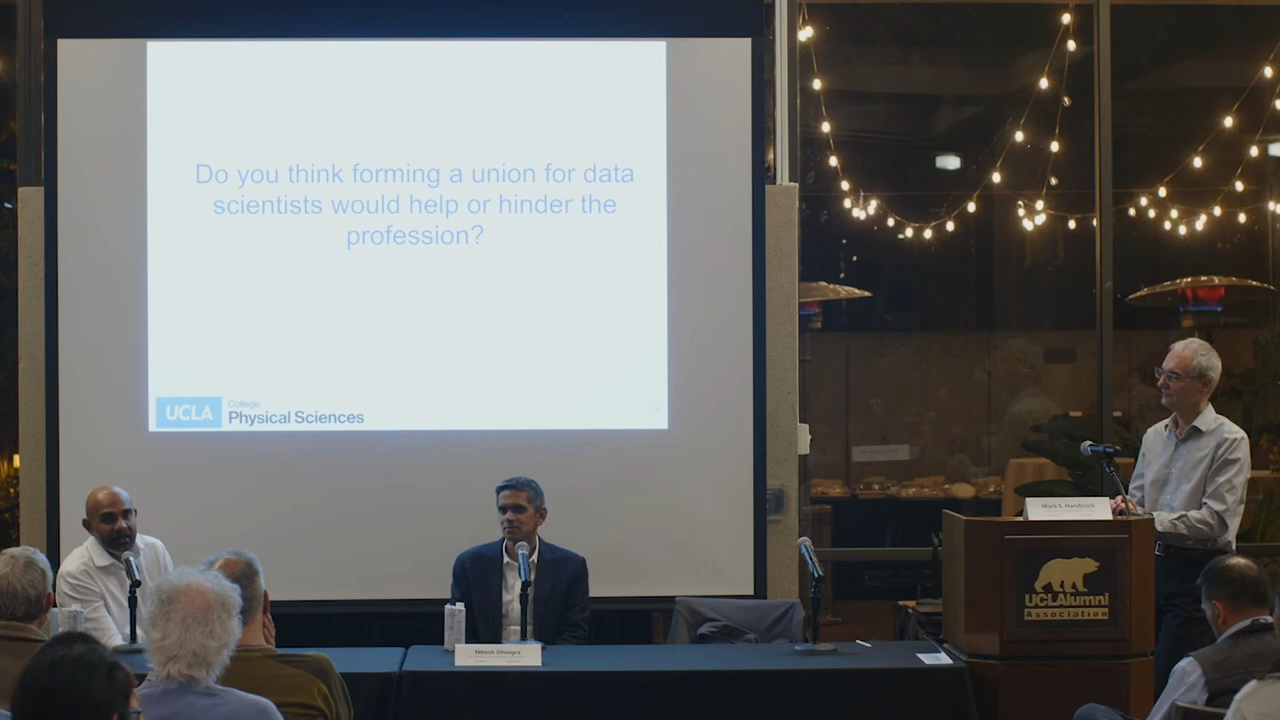 Do you think forming a union for data
scientists would help or hinder the
profession?
UCLA
College
Physical Sciences
Nitesh Dhingra
Mark S. Handcock
UCLAlumni
Association